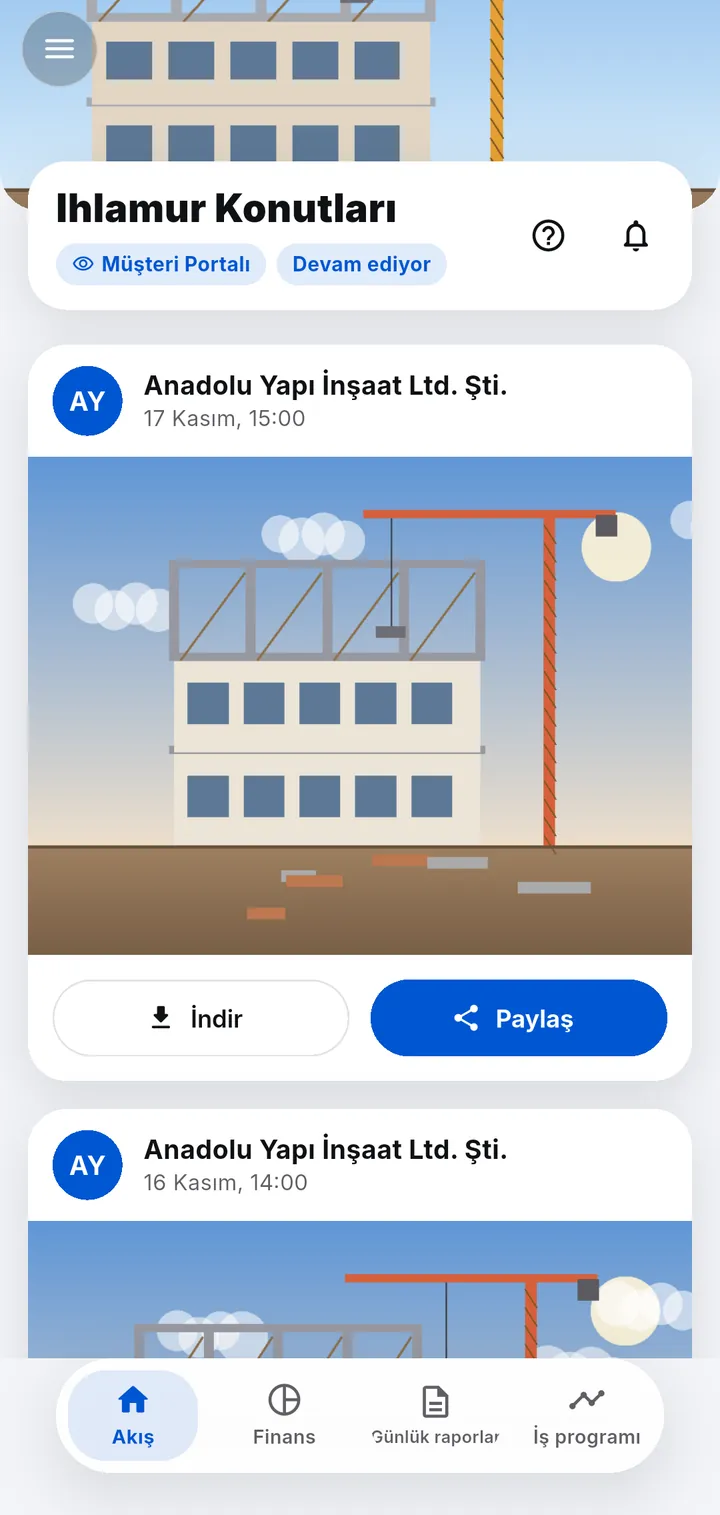 Ihlamur Konutları
Müşteri Portalı
Devam ediyor
AY
Anadolu Yapı İnşaat Ltd. Şti.
17 Kasım, 15:00
İndir
Paylaş
AY
Anadolu Yapı İnşaat Ltd. Şti.
16 Kasım, 14:00
Akış
Finans
Günlük raporlar
İş programı